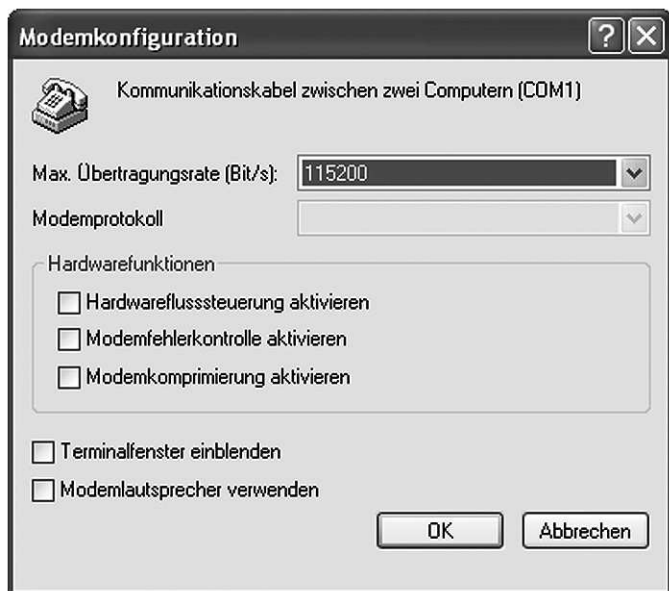 Modemkonfiguration
Kommunikationskabel zwischen zwei Computern (COM1)
Max. Übertragungsrate (Bit/s): 115200
Modemprotokoll
Hardwarefunktionen
Hardwareflusssteuerung aktivieren
Modemfehlerkontrolle aktivieren
Modemkomprimierung aktivieren
Terminalfenster einblenden
Modemlautsprecher verwenden
OK Abbrechen